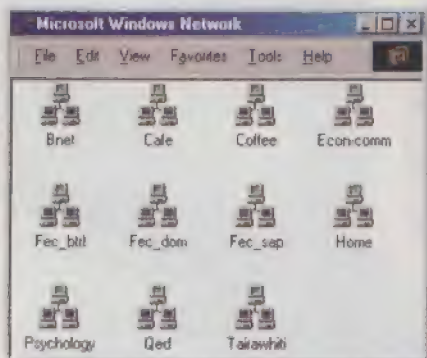 Microsoft Windows Network
File Edit View Favorites Tools Help
Bnet Cafe Coffee Econ-comm
Fec_dom Fec_sap Home
Psychology Qed Tairawhiti